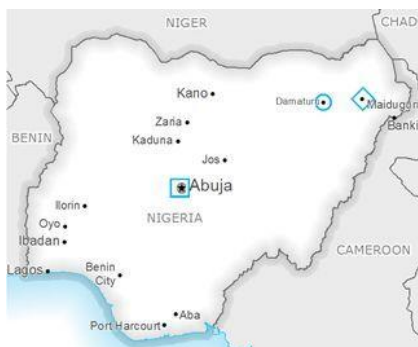 NIGER
CHAD
Kano
Damaturu
Maiduguri
Zaria
Banki
BENIN
Kaduna
Jos
Abuja
Ilorin
NIGERIA
Oyo
Ibadan
CAMEROON
Lagos
Benin
City
Aba
Port Harcourt